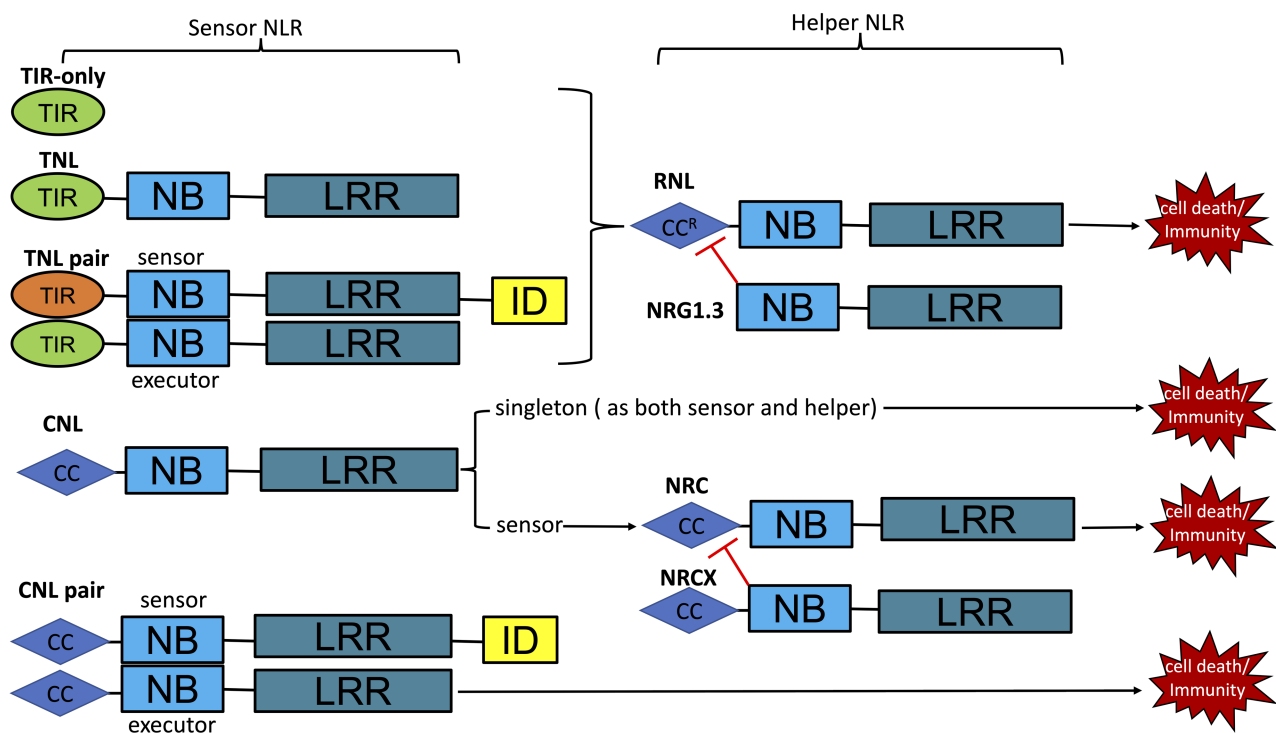 Sensor NLR
Helper NLR
TIR-only
TIR
TNL
TIR NB LRR
RNL
CCR NB LRR
cell death/
Immunity
TNL pair
sensor
TIR NB LRR ID
TIR NB LRR
executor
NRG1.3
NB LRR
CNL
CC NB LRR
singleton ( as both sensor and helper)
cell death/
Immunity
sensor
NRC
CC NB LRR
cell death/
Immunity
NRCX
CC NB LRR
CNL pair
sensor
CC NB LRR ID
CC NB LRR
executor
cell death/
Immunity